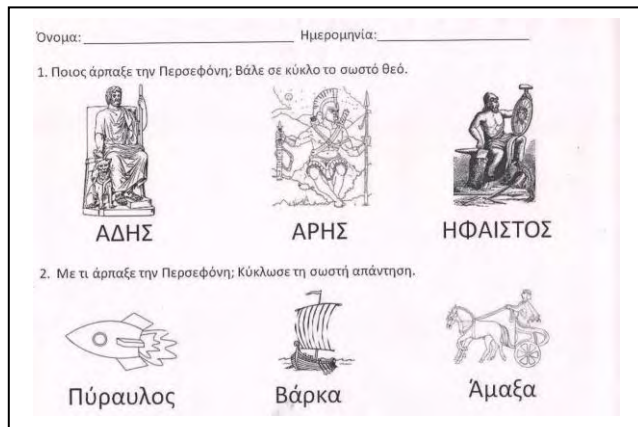 Όνομα:____________________ Ημερομηνία:____________________
1. Ποιος άρπαξε την Περσεφόνη; Βάλε σε κύκλο το σωστό θεό.
ΑΔΗΣ ΑΡΗΣ ΗΦΑΙΣΤΟΣ
2. Με τι άρπαξε την Περσεφόνη; Κύκλωσε τη σωστή απάντηση.
Πύραυλος Βάρκα Άμαξα